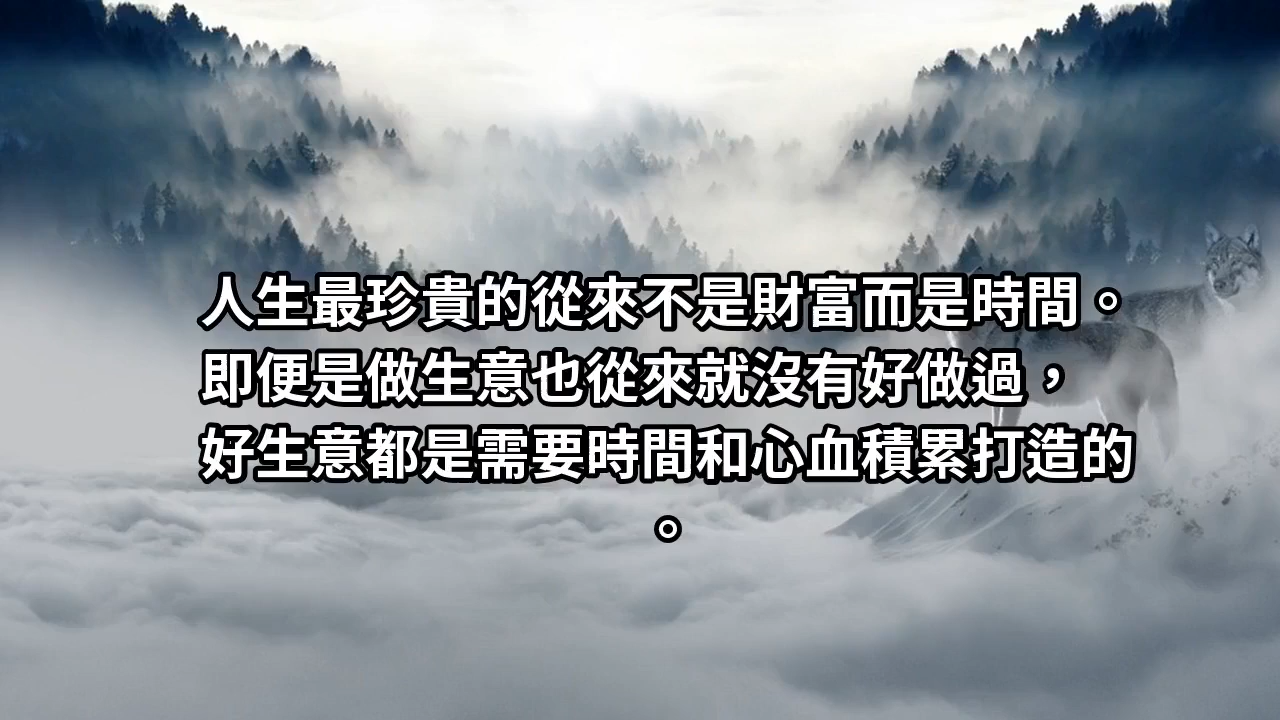 人生最珍貴的從來不是財富而是時間。
即便是做生意也從來就沒有好做過，
好生意都是需要時間和心血積累打造的
。